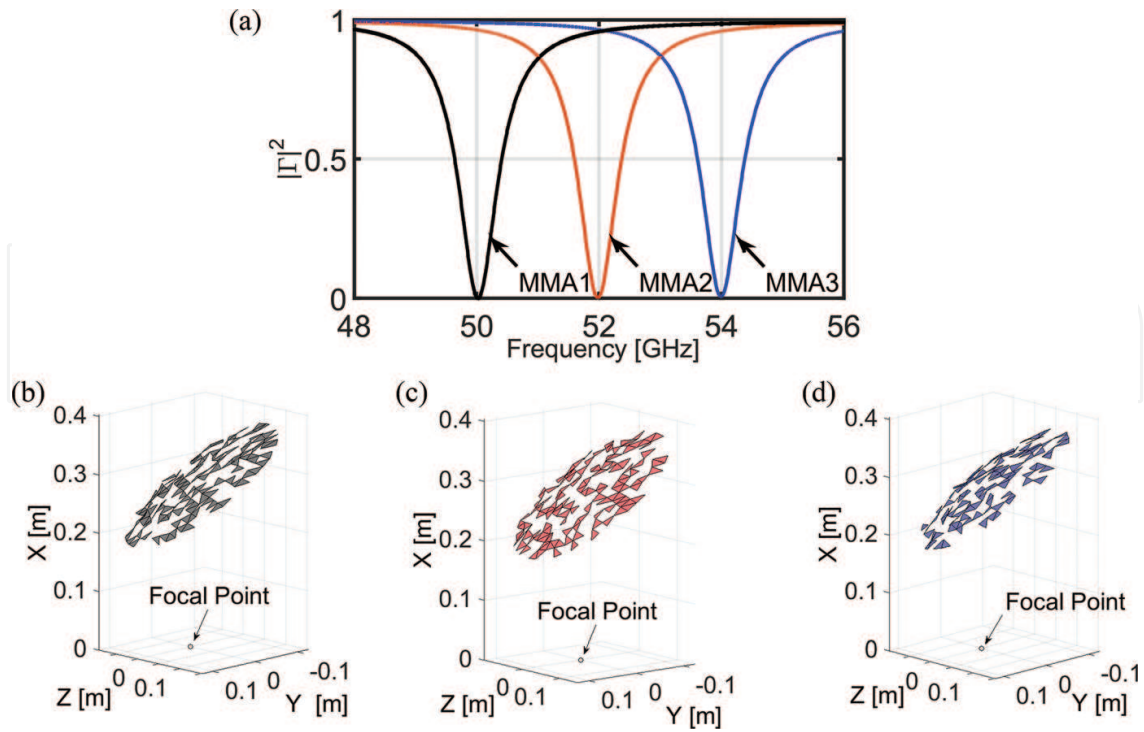 (a)
1
0.5
0
|Γ|²
MMA1
MMA2
MMA3
48
50
52
54
56
Frequency [GHz]
(b)
0.4
0.3
0.2
0.1
0
X [m]
Focal Point
0
0.1
Z [m]
0.1
0
-0.1
Y [m]
(c)
0.4
0.3
0.2
0.1
0
X [m]
Focal Point
0
0.1
Z [m]
0.1
0
-0.1
Y [m]
(d)
0.4
0.3
0.2
0.1
0
X [m]
Focal Point
0
0.1
Z [m]
0.1
0
-0.1
Y [m]